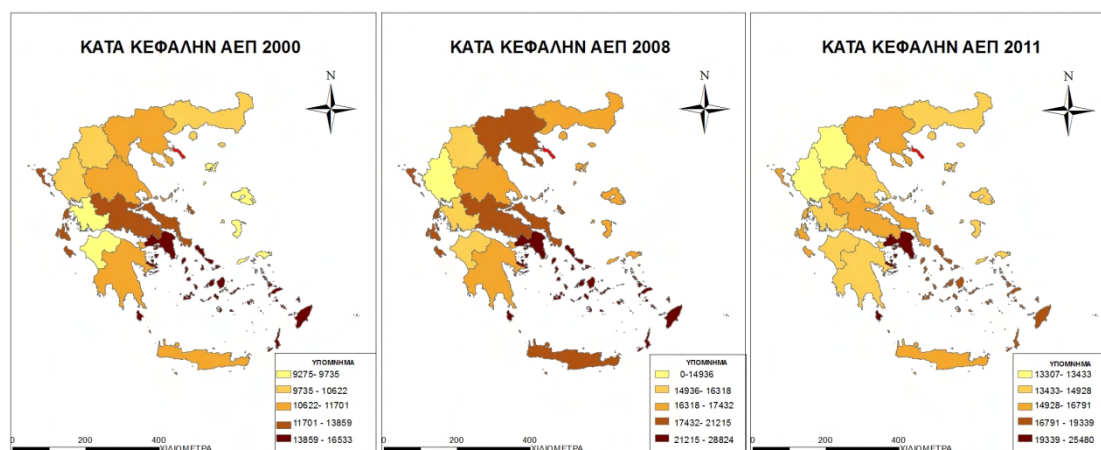 ΚΑΤΑ ΚΕΦΑΛΗΝ ΑΕΠ 2000
N
ΥΠΟΜΝΗΜΑ
9275- 9735
9735 - 10622
10622- 11701
11701 - 13859
13859 - 16533
0 200 400
ΧΙΛΙΟΜΕΤΡΑ
ΚΑΤΑ ΚΕΦΑΛΗΝ ΑΕΠ 2008
N
ΥΠΟΜΝΗΜΑ
0-14936
14936- 16318
16318 - 17432
17432 - 21215
21215 - 28824
0 200 400
ΧΙΛΙΟΜΕΤΡΑ
ΚΑΤΑ ΚΕΦΑΛΗΝ ΑΕΠ 2011
N
ΥΠΟΜΝΗΜΑ
13307- 13433
13433- 14928
14928 - 16791
16791 - 19339
19339 - 25480
0 200 400
ΧΙΛΙΟΜΕΤΡΑ